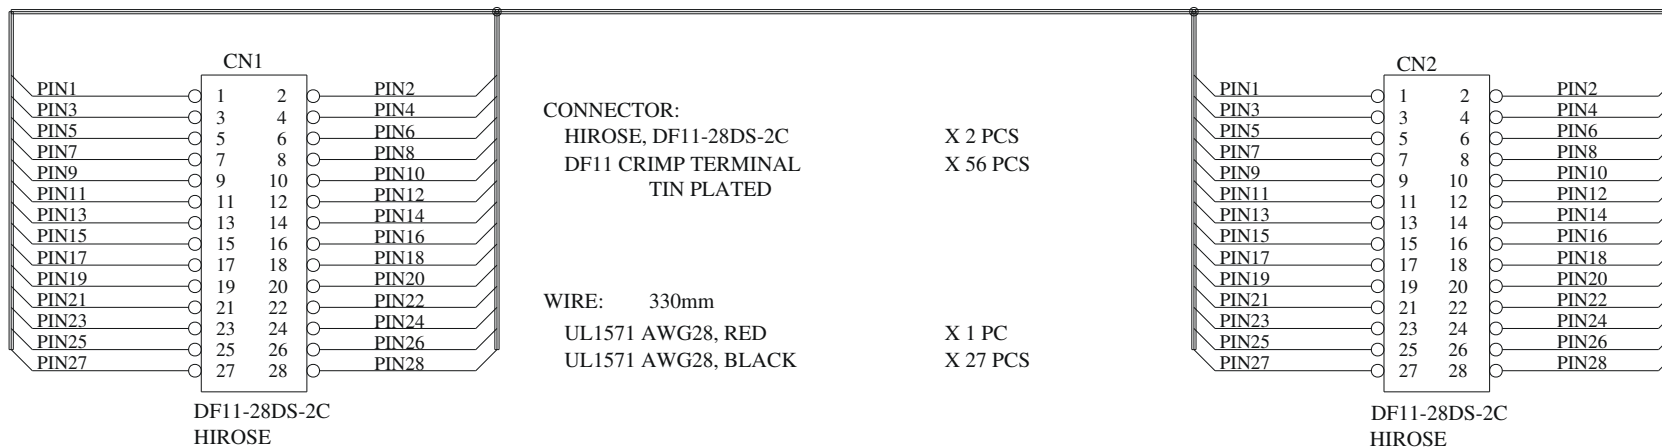 CN1
PIN1 1 2 PIN2
PIN3 3 4 PIN4
PIN5 5 6 PIN6
PIN7 7 8 PIN8
PIN9 9 10 PIN10
PIN11 11 12 PIN12
PIN13 13 14 PIN14
PIN15 15 16 PIN16
PIN17 17 18 PIN18
PIN19 19 20 PIN20
PIN21 21 22 PIN22
PIN23 23 24 PIN24
PIN25 25 26 PIN26
PIN27 27 28 PIN28
DF11-28DS-2C
HIROSE
CONNECTOR:
HIROSE, DF11-28DS-2C X 2 PCS
DF11 CRIMP TERMINAL X 56 PCS
TIN PLATED
WIRE: 330mm
UL1571 AWG28, RED X 1 PC
UL1571 AWG28, BLACK X 27 PCS
CN2
PIN1 1 2 PIN2
PIN3 3 4 PIN4
PIN5 5 6 PIN6
PIN7 7 8 PIN8
PIN9 9 10 PIN10
PIN11 11 12 PIN12
PIN13 13 14 PIN14
PIN15 15 16 PIN16
PIN17 17 18 PIN18
PIN19 19 20 PIN20
PIN21 21 22 PIN22
PIN23 23 24 PIN24
PIN25 25 26 PIN26
PIN27 27 28 PIN28
DF11-28DS-2C
HIROSE